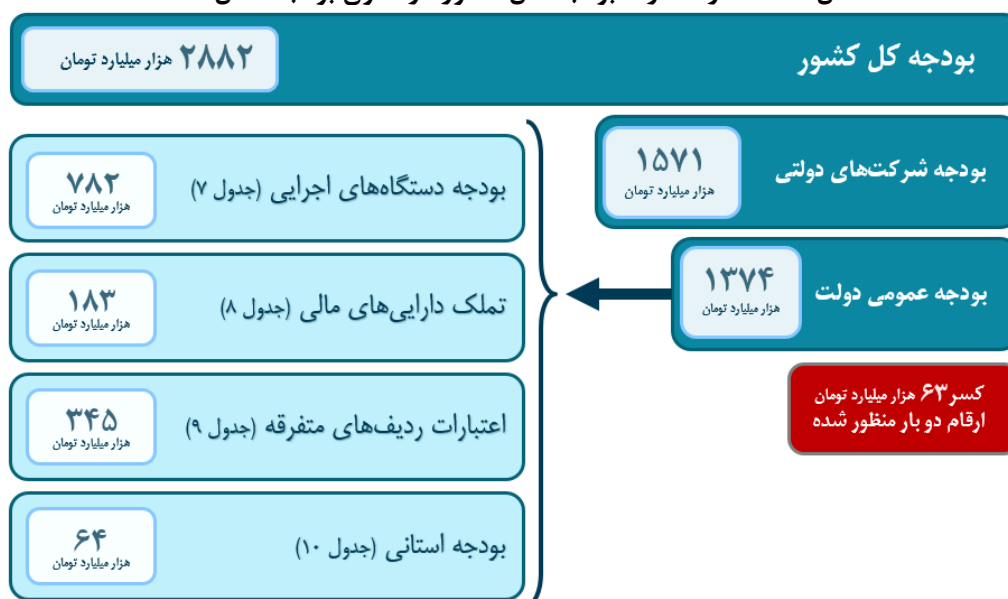 بودجه کل کشور
۲۸۸۲ هزار میلیارد تومان
بودجه شرکت‌های دولتی
۱۵۷۱
هزار میلیارد تومان
بودجه عمومی دولت
۱۳۷۴
هزار میلیارد تومان
کسر ۶۳ هزار میلیارد تومان
ارقام دو بار منظور شده
بودجه دستگاه‌های اجرایی (جدول ۷)
۷۸۲
هزار میلیارد تومان
تملک دارایی‌های مالی (جدول ۸)
۱۸۳
هزار میلیارد تومان
اعتبارات ردیف‌های متفرقه (جدول ۹)
۳۴۵
هزار میلیارد تومان
بودجه استانی (جدول ۱۰)
۶۴
هزار میلیارد تومان